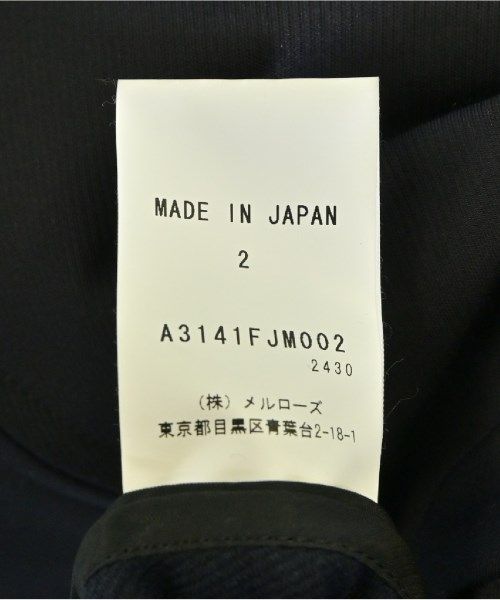 MADE IN JAPAN
2
A3141FJM002
2430
(株) メルローズ
東京都目黒区青葉台2-18-1